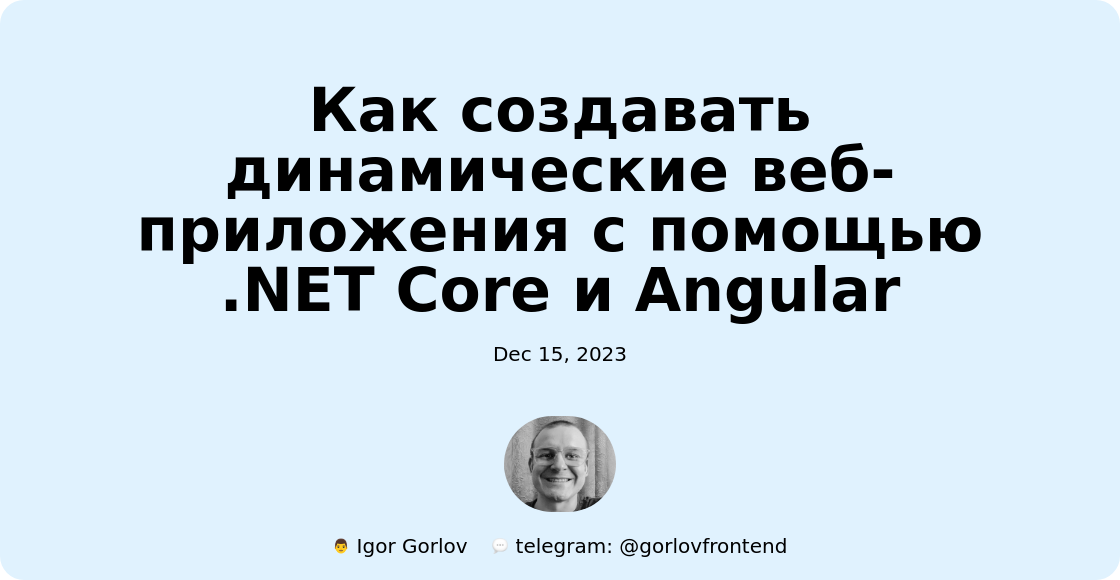 Как создавать
динамические веб-
приложения с помощью
.NET Core и Angular
Dec 15, 2023
👨 Igor Gorlov 💬 telegram: @gorlovfrontend